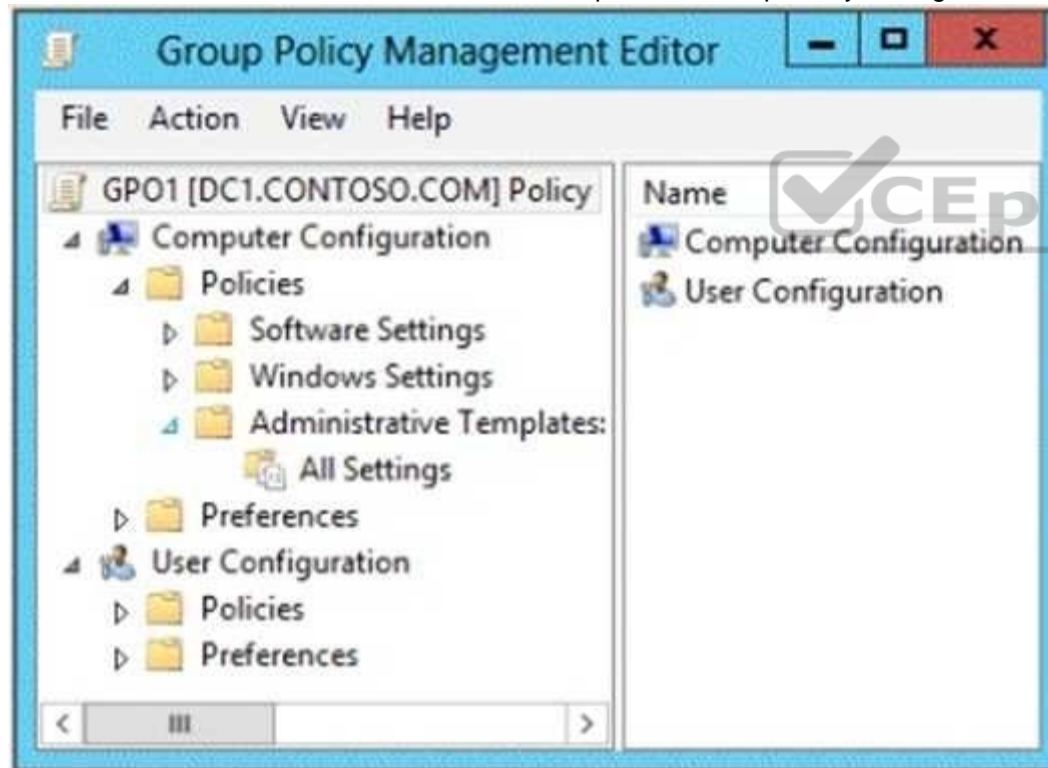 Group Policy Management Editor
File Action View Help
GPO1 [DC1.CONTOSO.COM] Policy
Computer Configuration
Policies
Software Settings
Windows Settings
Administrative Templates:
All Settings
Preferences
User Configuration
Policies
Preferences
Name
Computer Configuration
User Configuration
CEp